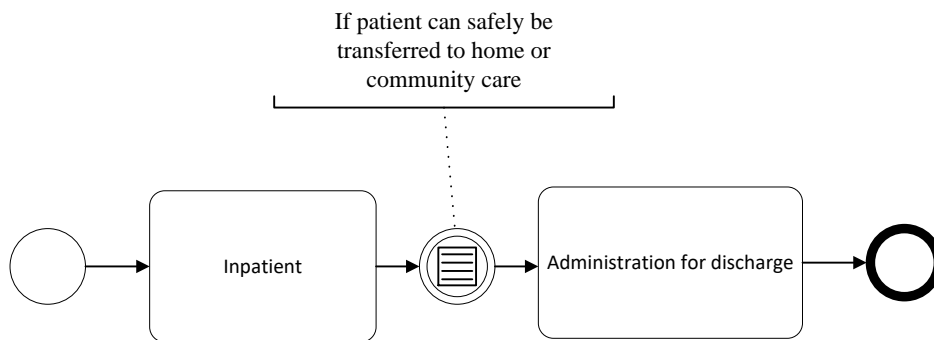 If patient can safely be
transferred to home or
community care
Inpatient
Administration for discharge